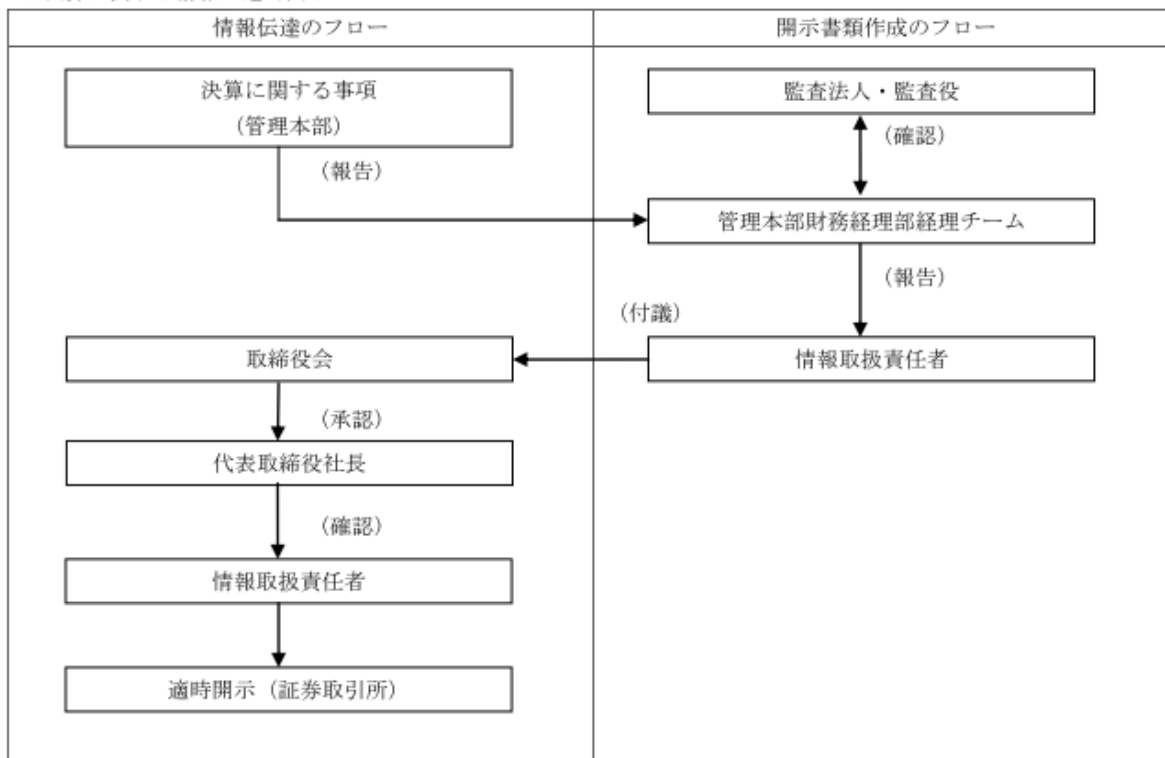 情報伝達のフロー
開示書類作成のフロー
決算に関する事項
（管理本部）
監査法人・監査役
（確認）
（報告）
管理本部財務経理部経理チーム
（報告）
（付議）
取締役会
情報取扱責任者
（承認）
代表取締役社長
（確認）
情報取扱責任者
適時開示（証券取引所）